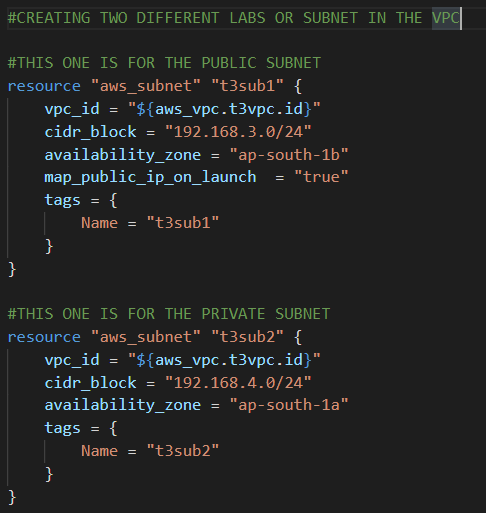 #CREATING TWO DIFFERENT LABS OR SUBNET IN THE VPC
#THIS ONE IS FOR THE PUBLIC SUBNET
resource "aws_subnet" "t3sub1" {
    vpc_id = "${aws_vpc.t3vpc.id}"
    cidr_block = "192.168.3.0/24"
    availability_zone = "ap-south-1b"
    map_public_ip_on_launch  = "true"
    tags = {
        Name = "t3sub1"
    }
}
#THIS ONE IS FOR THE PRIVATE SUBNET
resource "aws_subnet" "t3sub2" {
    vpc_id = "${aws_vpc.t3vpc.id}"
    cidr_block = "192.168.4.0/24"
    availability_zone = "ap-south-1a"
    tags = {
        Name = "t3sub2"
    }
}